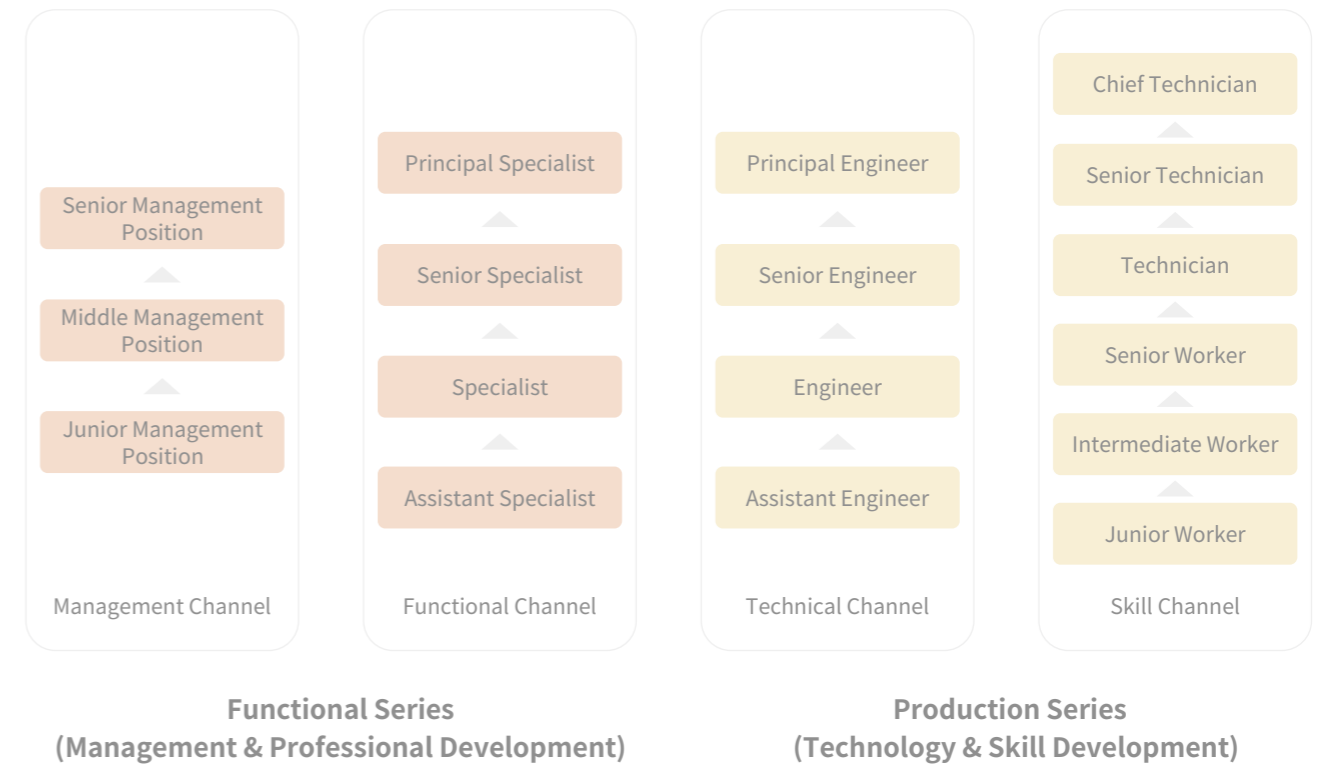 Senior Management
Position
Middle Management
Position
Junior Management
Position
Management Channel
Principal Specialist
Senior Specialist
Specialist
Assistant Specialist
Functional Channel
Principal Engineer
Senior Engineer
Engineer
Assistant Engineer
Technical Channel
Chief Technician
Senior Technician
Technician
Senior Worker
Intermediate Worker
Junior Worker
Skill Channel
Functional Series
(Management & Professional Development)
Production Series
(Technology & Skill Development)